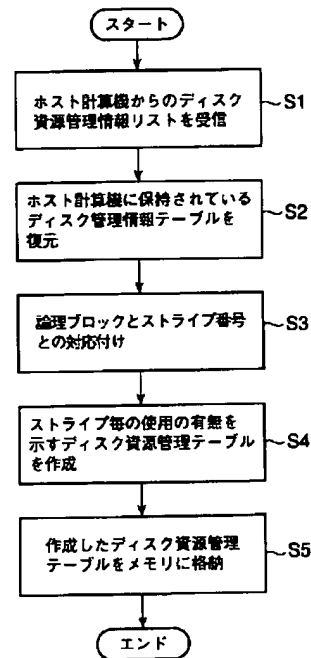 スタート
ホスト計算機からのディスク
資源管理情報リストを受信
S1
ホスト計算機に保持されている
ディスク管理情報テーブルを
復元
S2
論理ブロックとストライプ番号
との対応付け
S3
ストライプ毎の使用の有無を
示すディスク資源管理テーブル
を作成
S4
作成したディスク資源管理
テーブルをメモリに格納
S5
エンド